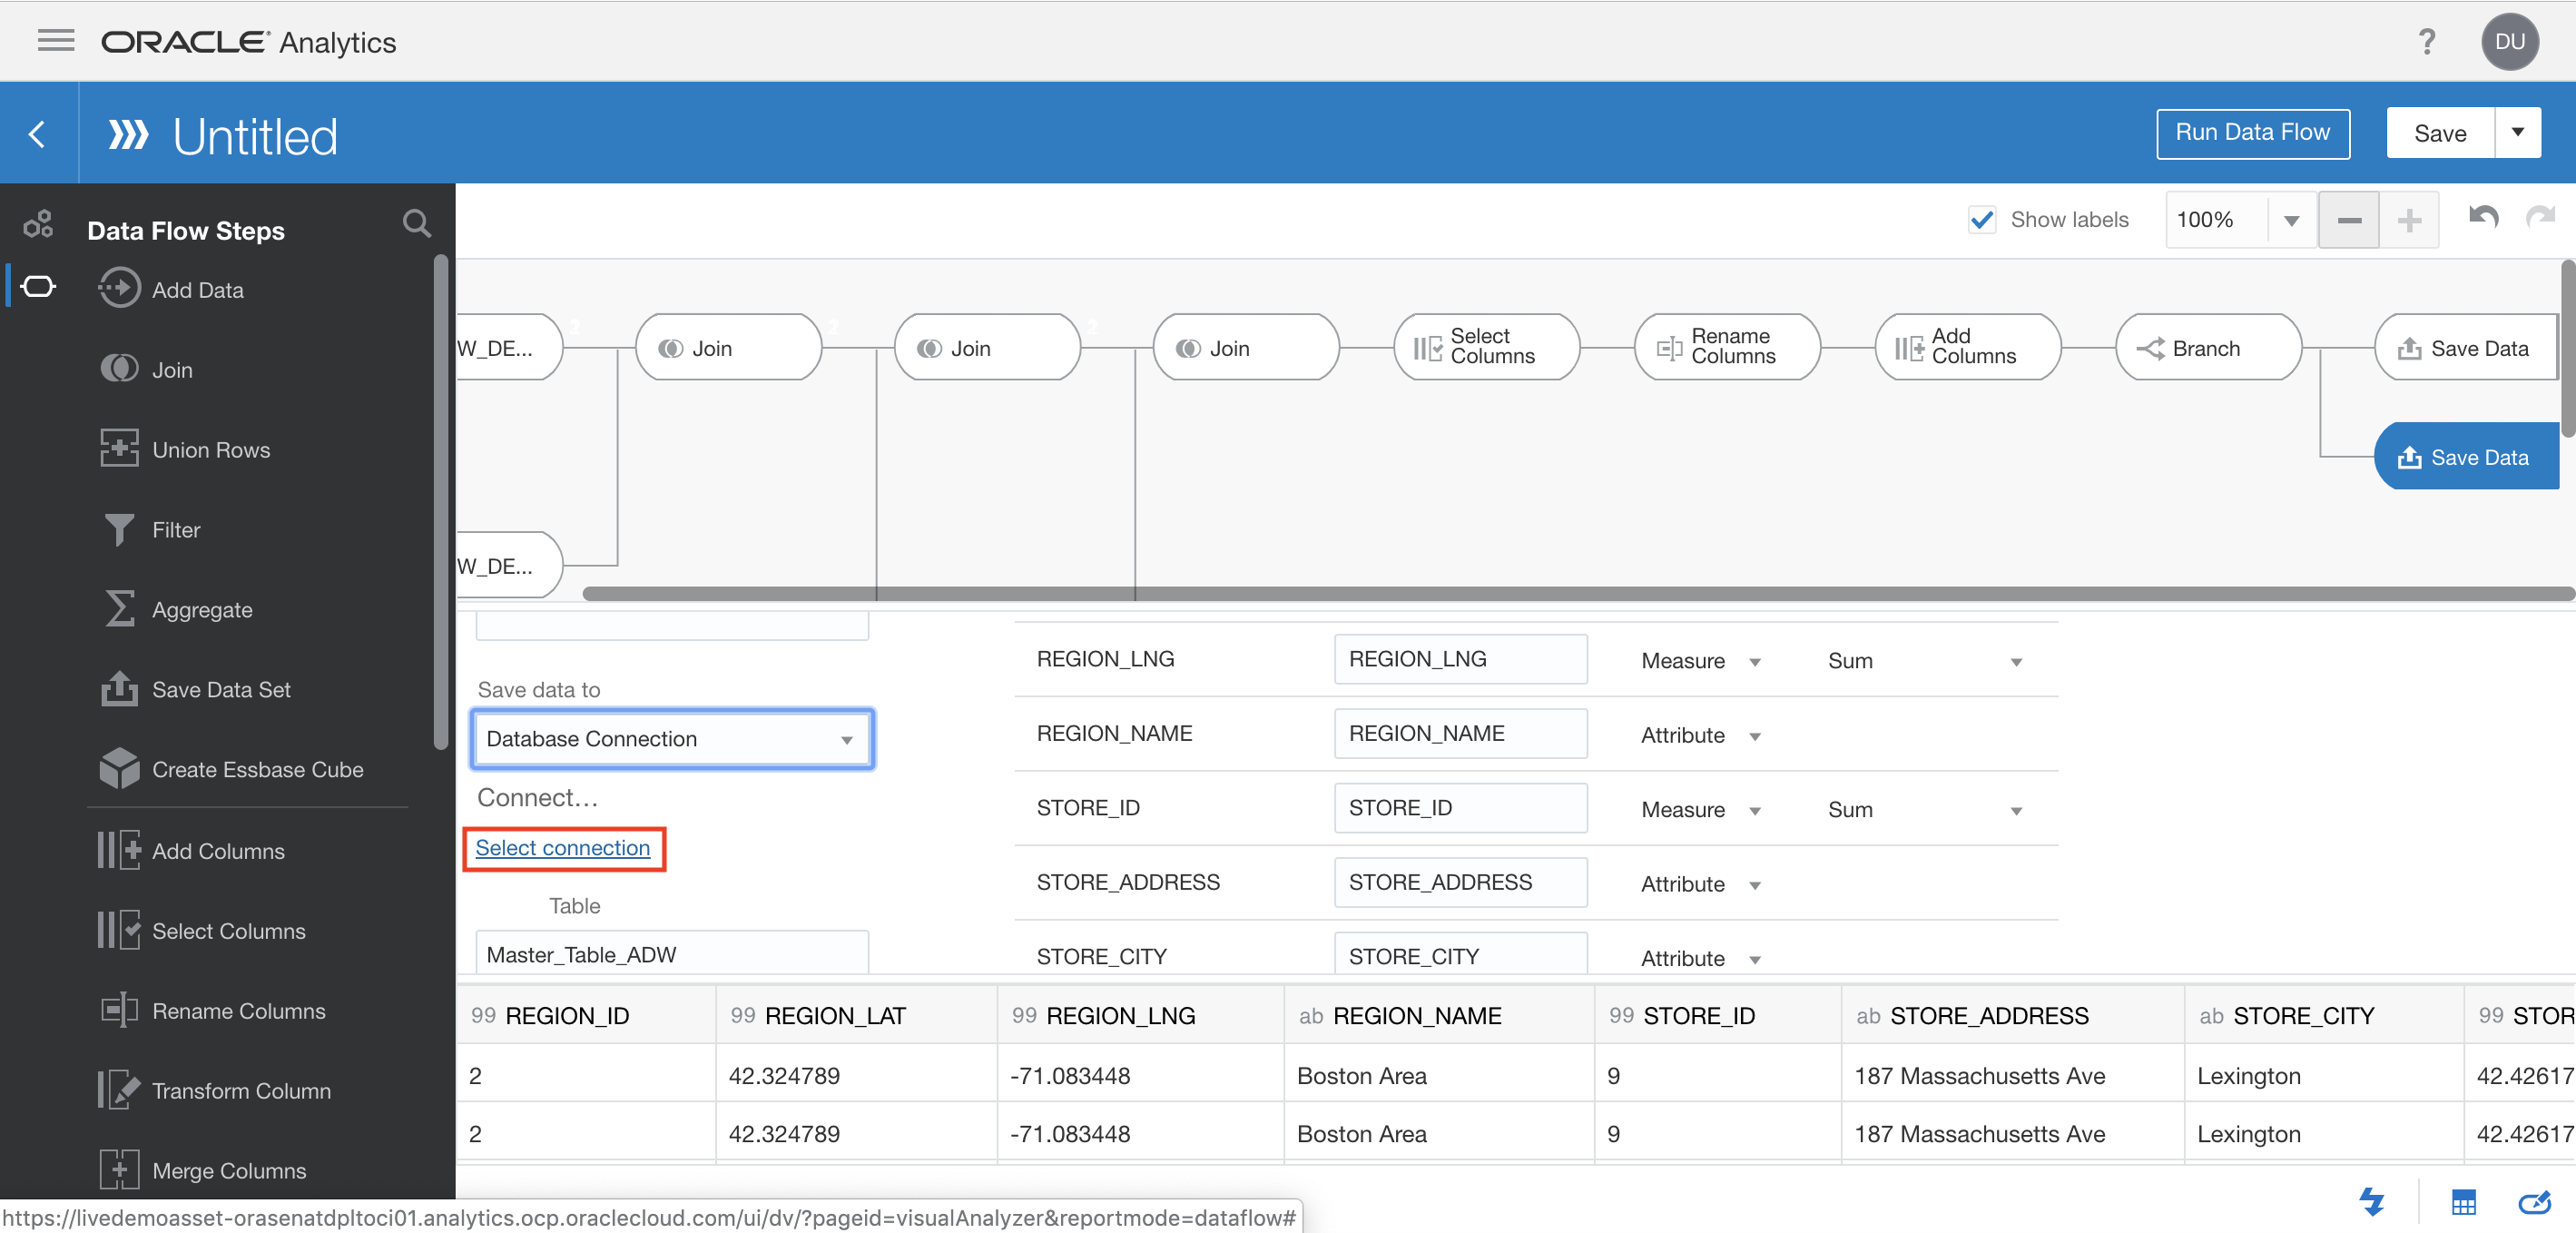 ORACLE Analytics
?
DU
Untitled
Run Data Flow
Save
Data Flow Steps
Show labels
100%
Add Data
Join
Union Rows
Filter
Aggregate
Save Data Set
Create Essbase Cube
Add Columns
Select Columns
Rename Columns
Transform Column
Merge Columns
W_DE...
2
Join
2
Join
2
Join
Select
Columns
Rename
Columns
Add
Columns
Branch
Save Data
Save Data
W_DE...
Save data to
Database Connection
Connect...
Select connection
Table
Master_Table_ADW
REGION_LNG REGION_LNG Measure Sum
REGION_NAME REGION_NAME Attribute
STORE_ID STORE_ID Measure Sum
STORE_ADDRESS STORE_ADDRESS Attribute
STORE_CITY STORE_CITY Attribute
99 REGION_ID 99 REGION_LAT 99 REGION_LNG ab REGION_NAME 99 STORE_ID ab STORE_ADDRESS ab STORE_CITY 99 STOR
2 42.324789 -71.083448 Boston Area 9 187 Massachusetts Ave Lexington 42.42617
2 42.324789 -71.083448 Boston Area 9 187 Massachusetts Ave Lexington 42.42617
https://livedemoasset-orasenatdpltoci01.analytics.ocp.oraclecloud.com/ui/dv/?pageid=visualAnalyzer&reportmode=dataflow#